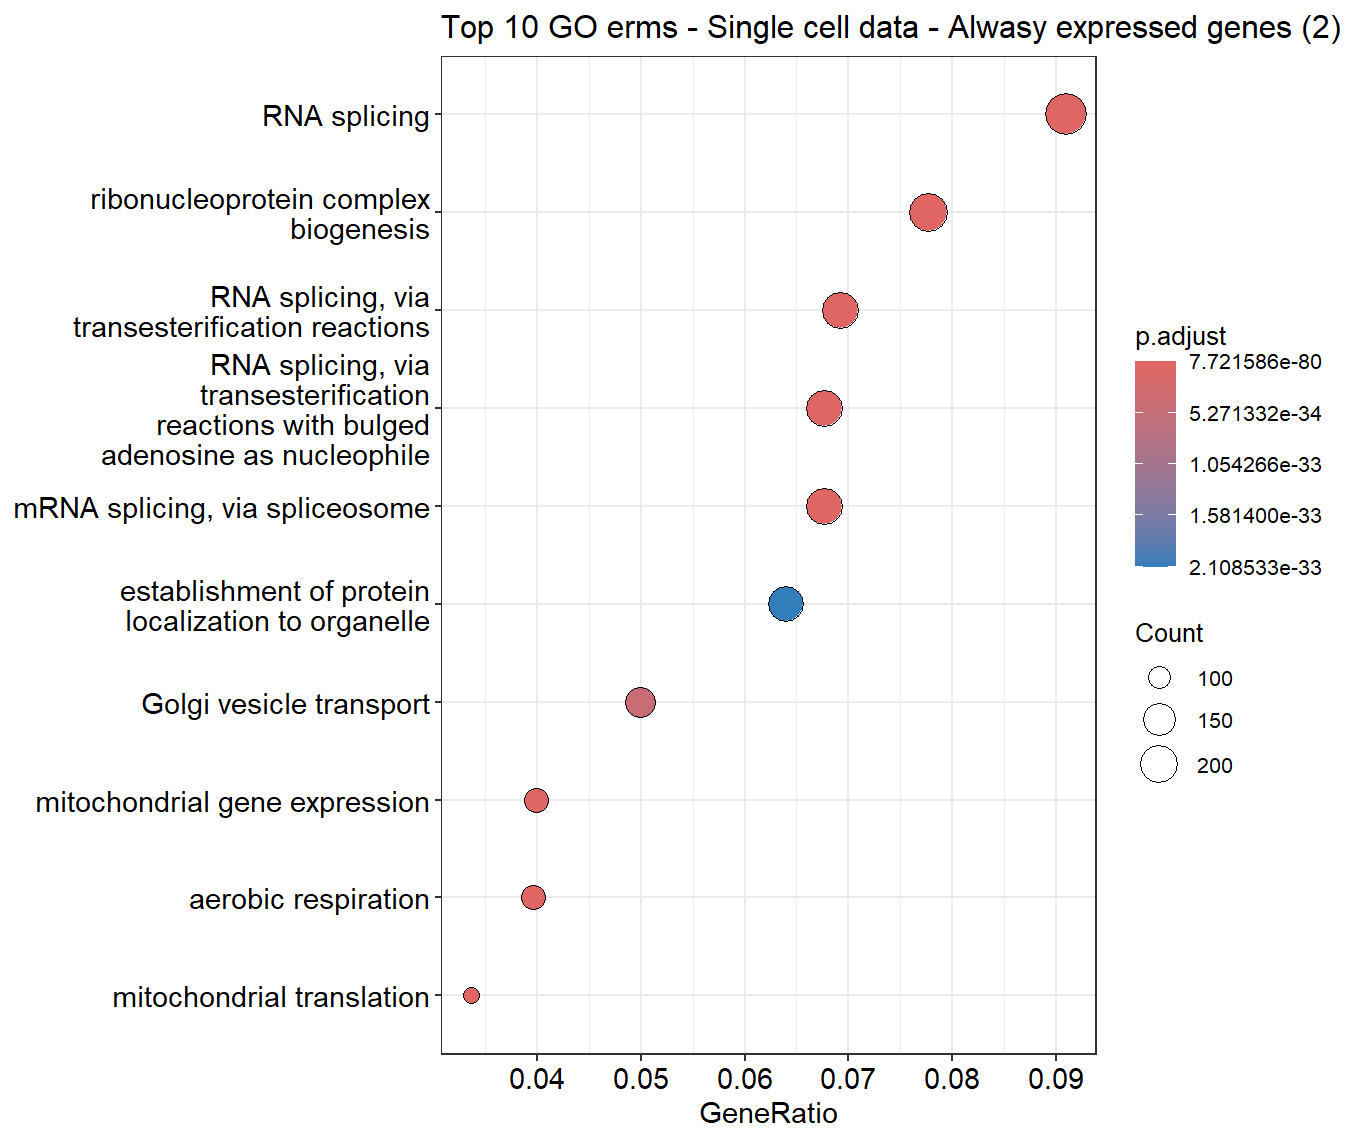 Top 10 GO erms - Single cell data - Alwasy expressed genes (2)
RNA splicing
ribonucleoprotein complex
biogenesis
RNA splicing, via
transesterification reactions
RNA splicing, via
transesterification
reactions with bulged
adenosine as nucleophile
mRNA splicing, via spliceosome
establishment of protein
localization to organelle
Golgi vesicle transport
mitochondrial gene expression
aerobic respiration
mitochondrial translation
0.04 0.05 0.06 0.07 0.08 0.09
GeneRatio
p.adjust
7.721586e-80
5.271332e-34
1.054266e-33
1.581400e-33
2.108533e-33
Count
100
150
200